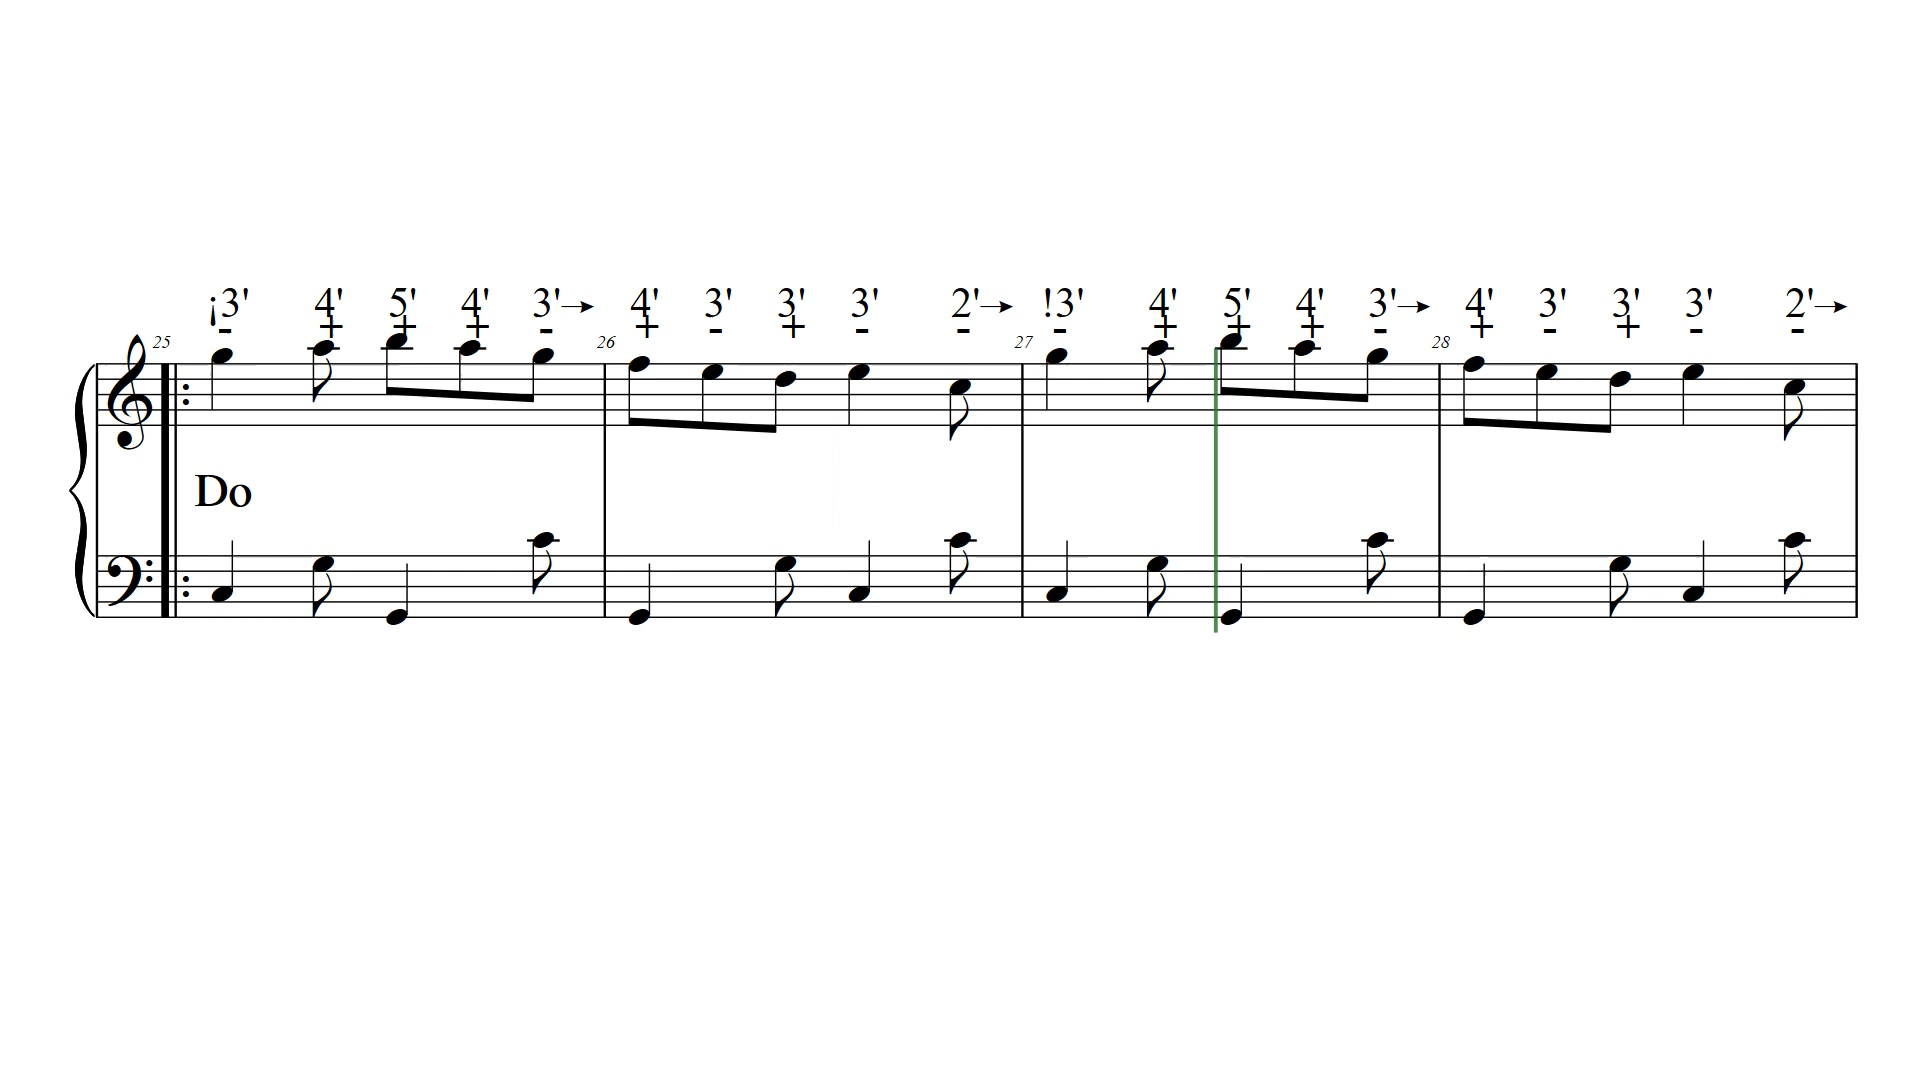 ¡3' 4' 5' 4' 3'→ 4' 3' 3' 3' 2'→ !3' 4' 5' 4' 3'→ 4' 3' 3' 3' 2'→
- + + + - + - + - - - + + + - + - + - -
25 26 27 28
Do